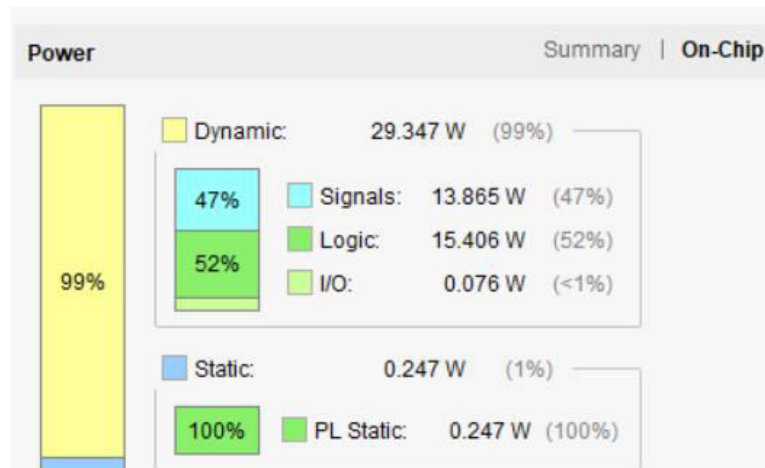 Power Summary | On-Chip
Dynamic: 29.347 W (99%)
47% Signals: 13.865 W (47%)
52% Logic: 15.406 W (52%)
99% I/O: 0.076 W (<1%)
Static: 0.247 W (1%)
100% PL Static: 0.247 W (100%)